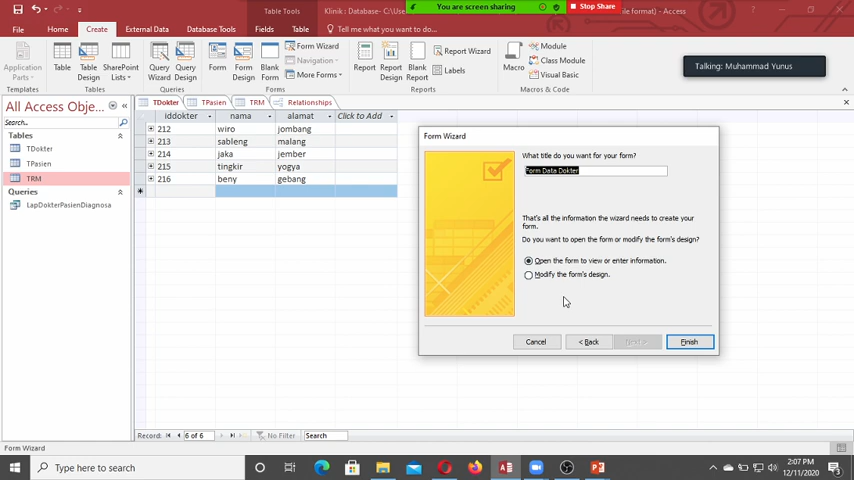 Table Tools
Klinik : Database- C:\Use
You are screen sharing
Stop Share
file format) - Access
File Home Create External Data Database Tools Fields Table Tell me what you want to do...
Application Parts
Table
Table Design
SharePoint Lists
Query Wizard
Query Design
Form
Form Design
Blank Form
Form Wizard
Navigation
More Forms
Report
Report Design
Blank Report
Report Wizard
Labels
Macro
Module
Class Module
Visual Basic
Templates Tables Queries Forms Reports Macros & Code
Talking: Muhammad Yunus
All Access Obje...
Search...
Tables
TDokter
TPasien
TRM
Queries
LapDokterPasienDiagnosa
TDokter TPasien TRM Relationships
iddokter nama alamat Click to Add
212 wiro jombang
213 sableng malang
214 jaka jember
215 tingkir yogya
216 beny gebang
Form Wizard
What title do you want for your form?
Form Data Dokter
That's all the information the wizard needs to create your
form.
Do you want to open the form or modify the form's design?
Open the form to view or enter information.
Modify the form's design.
Cancel < Back Next > Finish
Record: 6 of 6 No Filter Search
Form Wizard
Type here to search
2:07 PM
12/11/2020
3